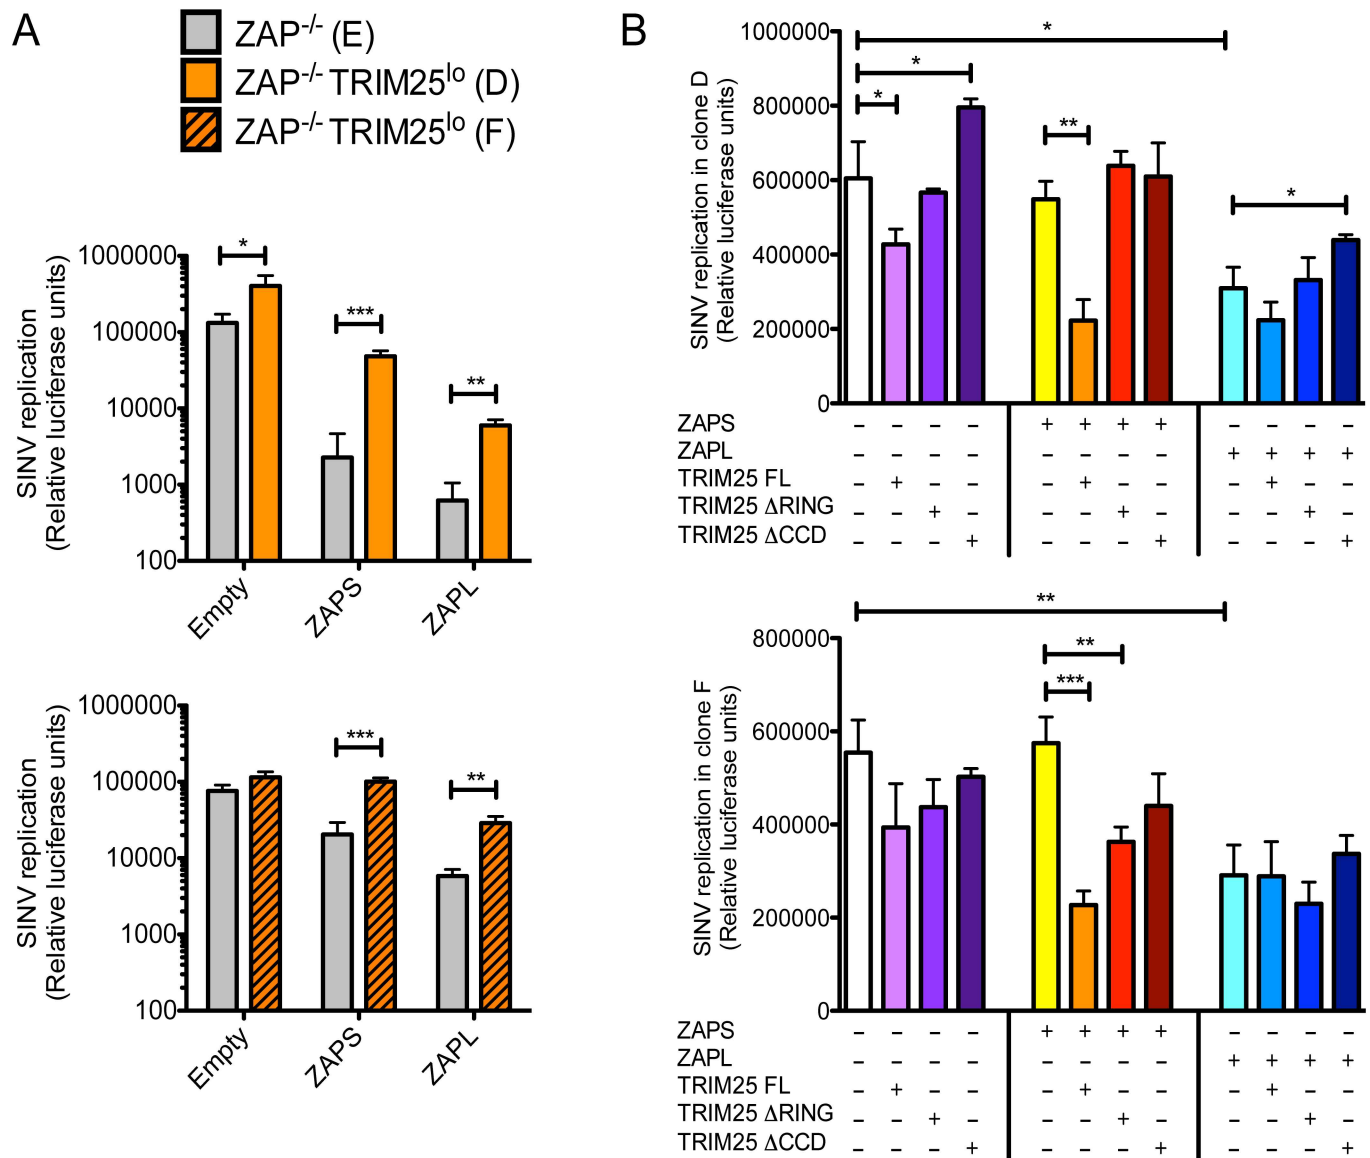 A
ZAP-/- (E)
ZAP-/- TRIM25lo (D)
ZAP-/- TRIM25lo (F)
SINV replication
(Relative luciferase units)
1000000
100000
10000
1000
100
*
***
**
Empty
ZAPS
ZAPL
SINV replication
(Relative luciferase units)
1000000
100000
10000
1000
100
***
**
Empty
ZAPS
ZAPL
B
SINV replication in clone D
(Relative luciferase units)
1000000
800000
600000
400000
200000
0
*
*
*
**
*
ZAPS – – – – + + + + – – – –
ZAPL – – – – – – – – + + + +
TRIM25 FL – + – – – + – – – + – –
TRIM25 ΔRING – – + – – – + – – – + –
TRIM25 ΔCCD – – – + – – – + – – – +
SINV replication in clone F
(Relative luciferase units)
800000
600000
400000
200000
0
**
**
***
ZAPS – – – – + + + + – – – –
ZAPL – – – – – – – – + + + +
TRIM25 FL – + – – – + – – – + – –
TRIM25 ΔRING – – + – – – + – – – + –
TRIM25 ΔCCD – – – + – – – + – – – +